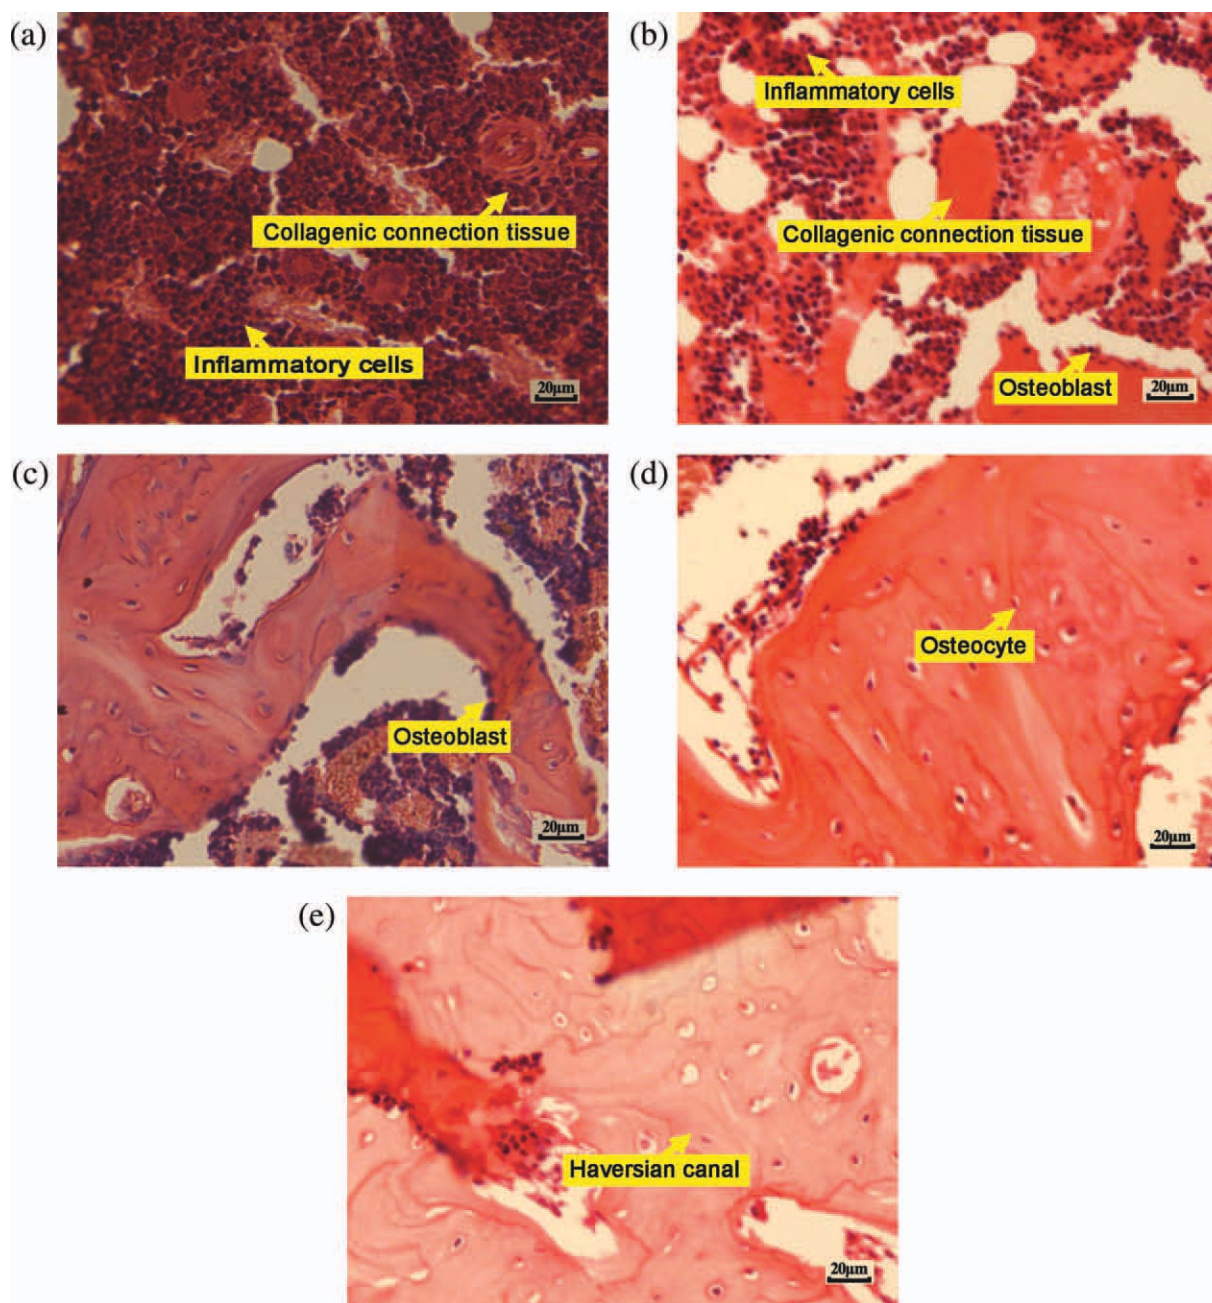 (a)
Collagenic connection tissue
Inflammatory cells
20μm
(b)
Inflammatory cells
Collagenic connection tissue
Osteoblast
20μm
(c)
Osteoblast
20μm
(d)
Osteocyte
20μm
(e)
Haversian canal
20μm